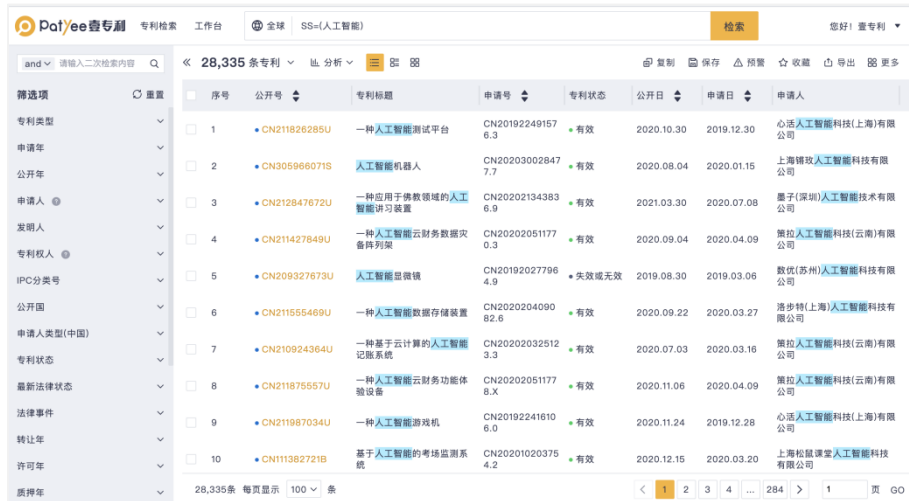 Patyee壹专利 专利检索 工作台 全球 SS=(人工智能) 检索 您好！壹专利
and 请输入二次检索内容 28,335 条专利 分析 复制 保存 预警 收藏 导出 更多
筛选项 重置
专利类型
申请年
公开年
申请人
发明人
专利权人
IPC分类号
公开国
申请人类型(中国)
专利状态
最新法律状态
法律事件
转让年
许可年
质押年
序号 公开号 专利标题 申请号 专利状态 公开日 申请日 申请人
1 CN211826285U 一种人工智能测试平台 CN20192249157 有效 2020.10.30 2019.12.30 心活人工智能科技(上海)有限
6.3 公司
2 CN305966071S 人工智能机器人 CN20203002847 有效 2020.08.04 2020.01.15 上海锵玫人工智能科技有限
7.7 公司
3 CN212847672U 一种应用于佛教领域的人工 CN20202134383 有效 2021.03.30 2020.07.08 墨子(深圳)人工智能技术有限
智能讲习装置 6.9 公司
4 CN211427849U 一种人工智能云财务数据灾 CN20202051177 有效 2020.09.04 2020.04.09 策拉人工智能科技(云南)有限
备阵列架 0.3 公司
5 CN209327673U 人工智能显微镜 CN20192027796 失效或无效 2019.08.30 2019.03.06 数优(苏州)人工智能科技有限
4.9 公司
6 CN211555469U 一种人工智能数据存储装置 CN2020204090 有效 2020.09.22 2020.03.27 洛步特(上海)人工智能科技有
82.6 限公司
7 CN210924364U 一种基于云计算的人工智能 CN20202032512 有效 2020.07.03 2020.03.16 策拉人工智能科技(云南)有限
记账系统 3.3 公司
8 CN211875557U 一种人工智能云财务功能体 CN20202051177 有效 2020.11.06 2020.04.09 策拉人工智能科技(云南)有限
验设备 8.X 公司
9 CN211987034U 一种人工智能游戏机 CN20192241610 有效 2020.11.24 2019.12.28 心活人工智能科技(上海)有限
6.0 公司
10 CN111382721B 基于人工智能的考场监测系 CN20201020375 有效 2020.12.15 2020.03.20 上海松鼠课堂人工智能科技
统 4.2 有限公司
28,335条 每页显示 100 条 1 2 3 4 ... 284 1 页 GO